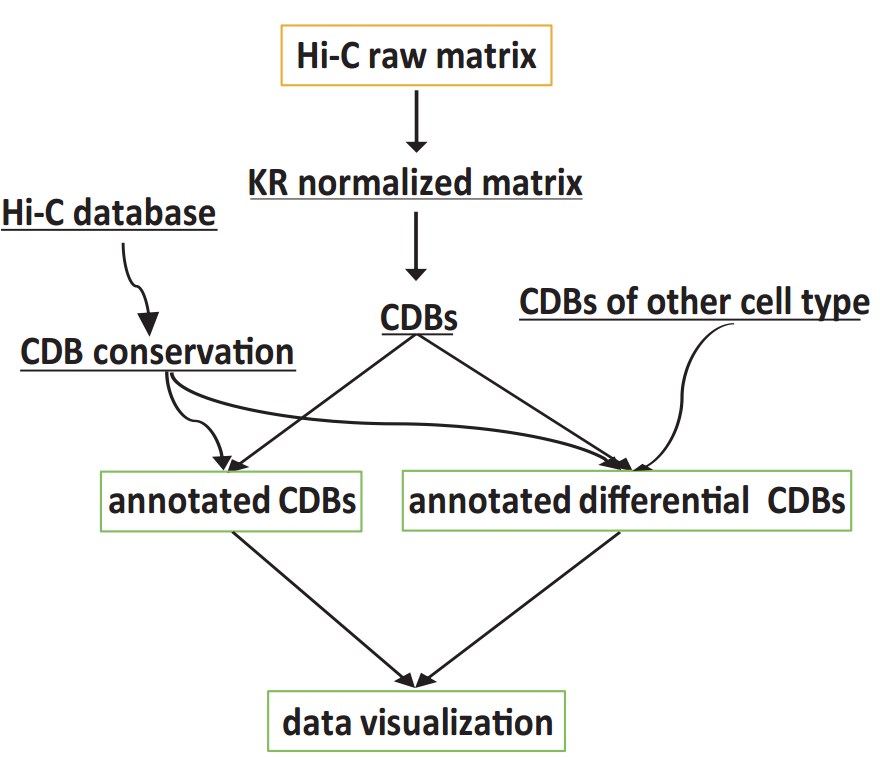 Hi-C raw matrix
KR normalized matrix
Hi-C database
CDBs of other cell type
CDBs
CDB conservation
annotated CDBs
annotated differential CDBs
data visualization